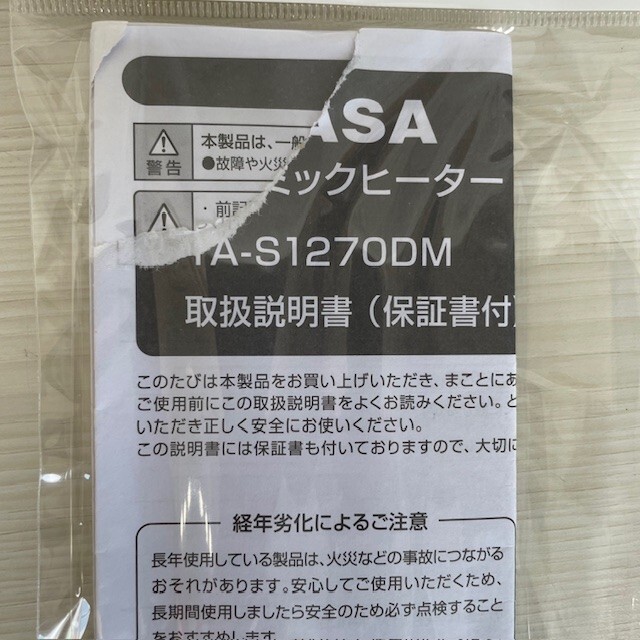 ASA
本製品は、一般
警告
●故障や火災
ミックヒーター
・前記
YA-S1270DM
取扱説明書（保証書付）
このたびは本製品をお買い上げいただき、まことにあ
ご使用前にこの取扱説明書をよくお読みください。と
いただき正しく安全にお使いください。
この説明書には保証書も付いておりますので、大切に
経年劣化によるご注意
長年使用している製品は、火災などの事故につながる
おそれがあります。安心してご使用いただくため、
長期間使用しましたら安全のため必ず点検すること
をおすすめします。